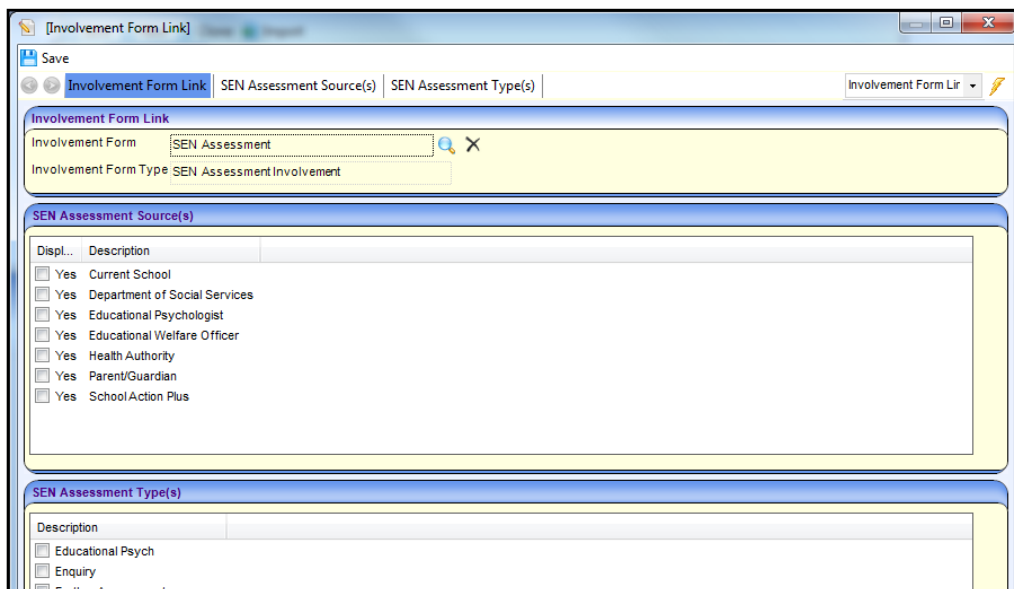 [Involvement Form Link]
Save
Involvement Form Link SEN Assessment Source(s) SEN Assessment Type(s) Involvement Form Lir
Involvement Form Link
Involvement Form SEN Assessment
Involvement Form Type SEN Assessment Involvement
SEN Assessment Source(s)
Displ... Description
Yes Current School
Yes Department of Social Services
Yes Educational Psychologist
Yes Educational Welfare Officer
Yes Health Authority
Yes Parent/Guardian
Yes School Action Plus
SEN Assessment Type(s)
Description
Educational Psych
Enquiry